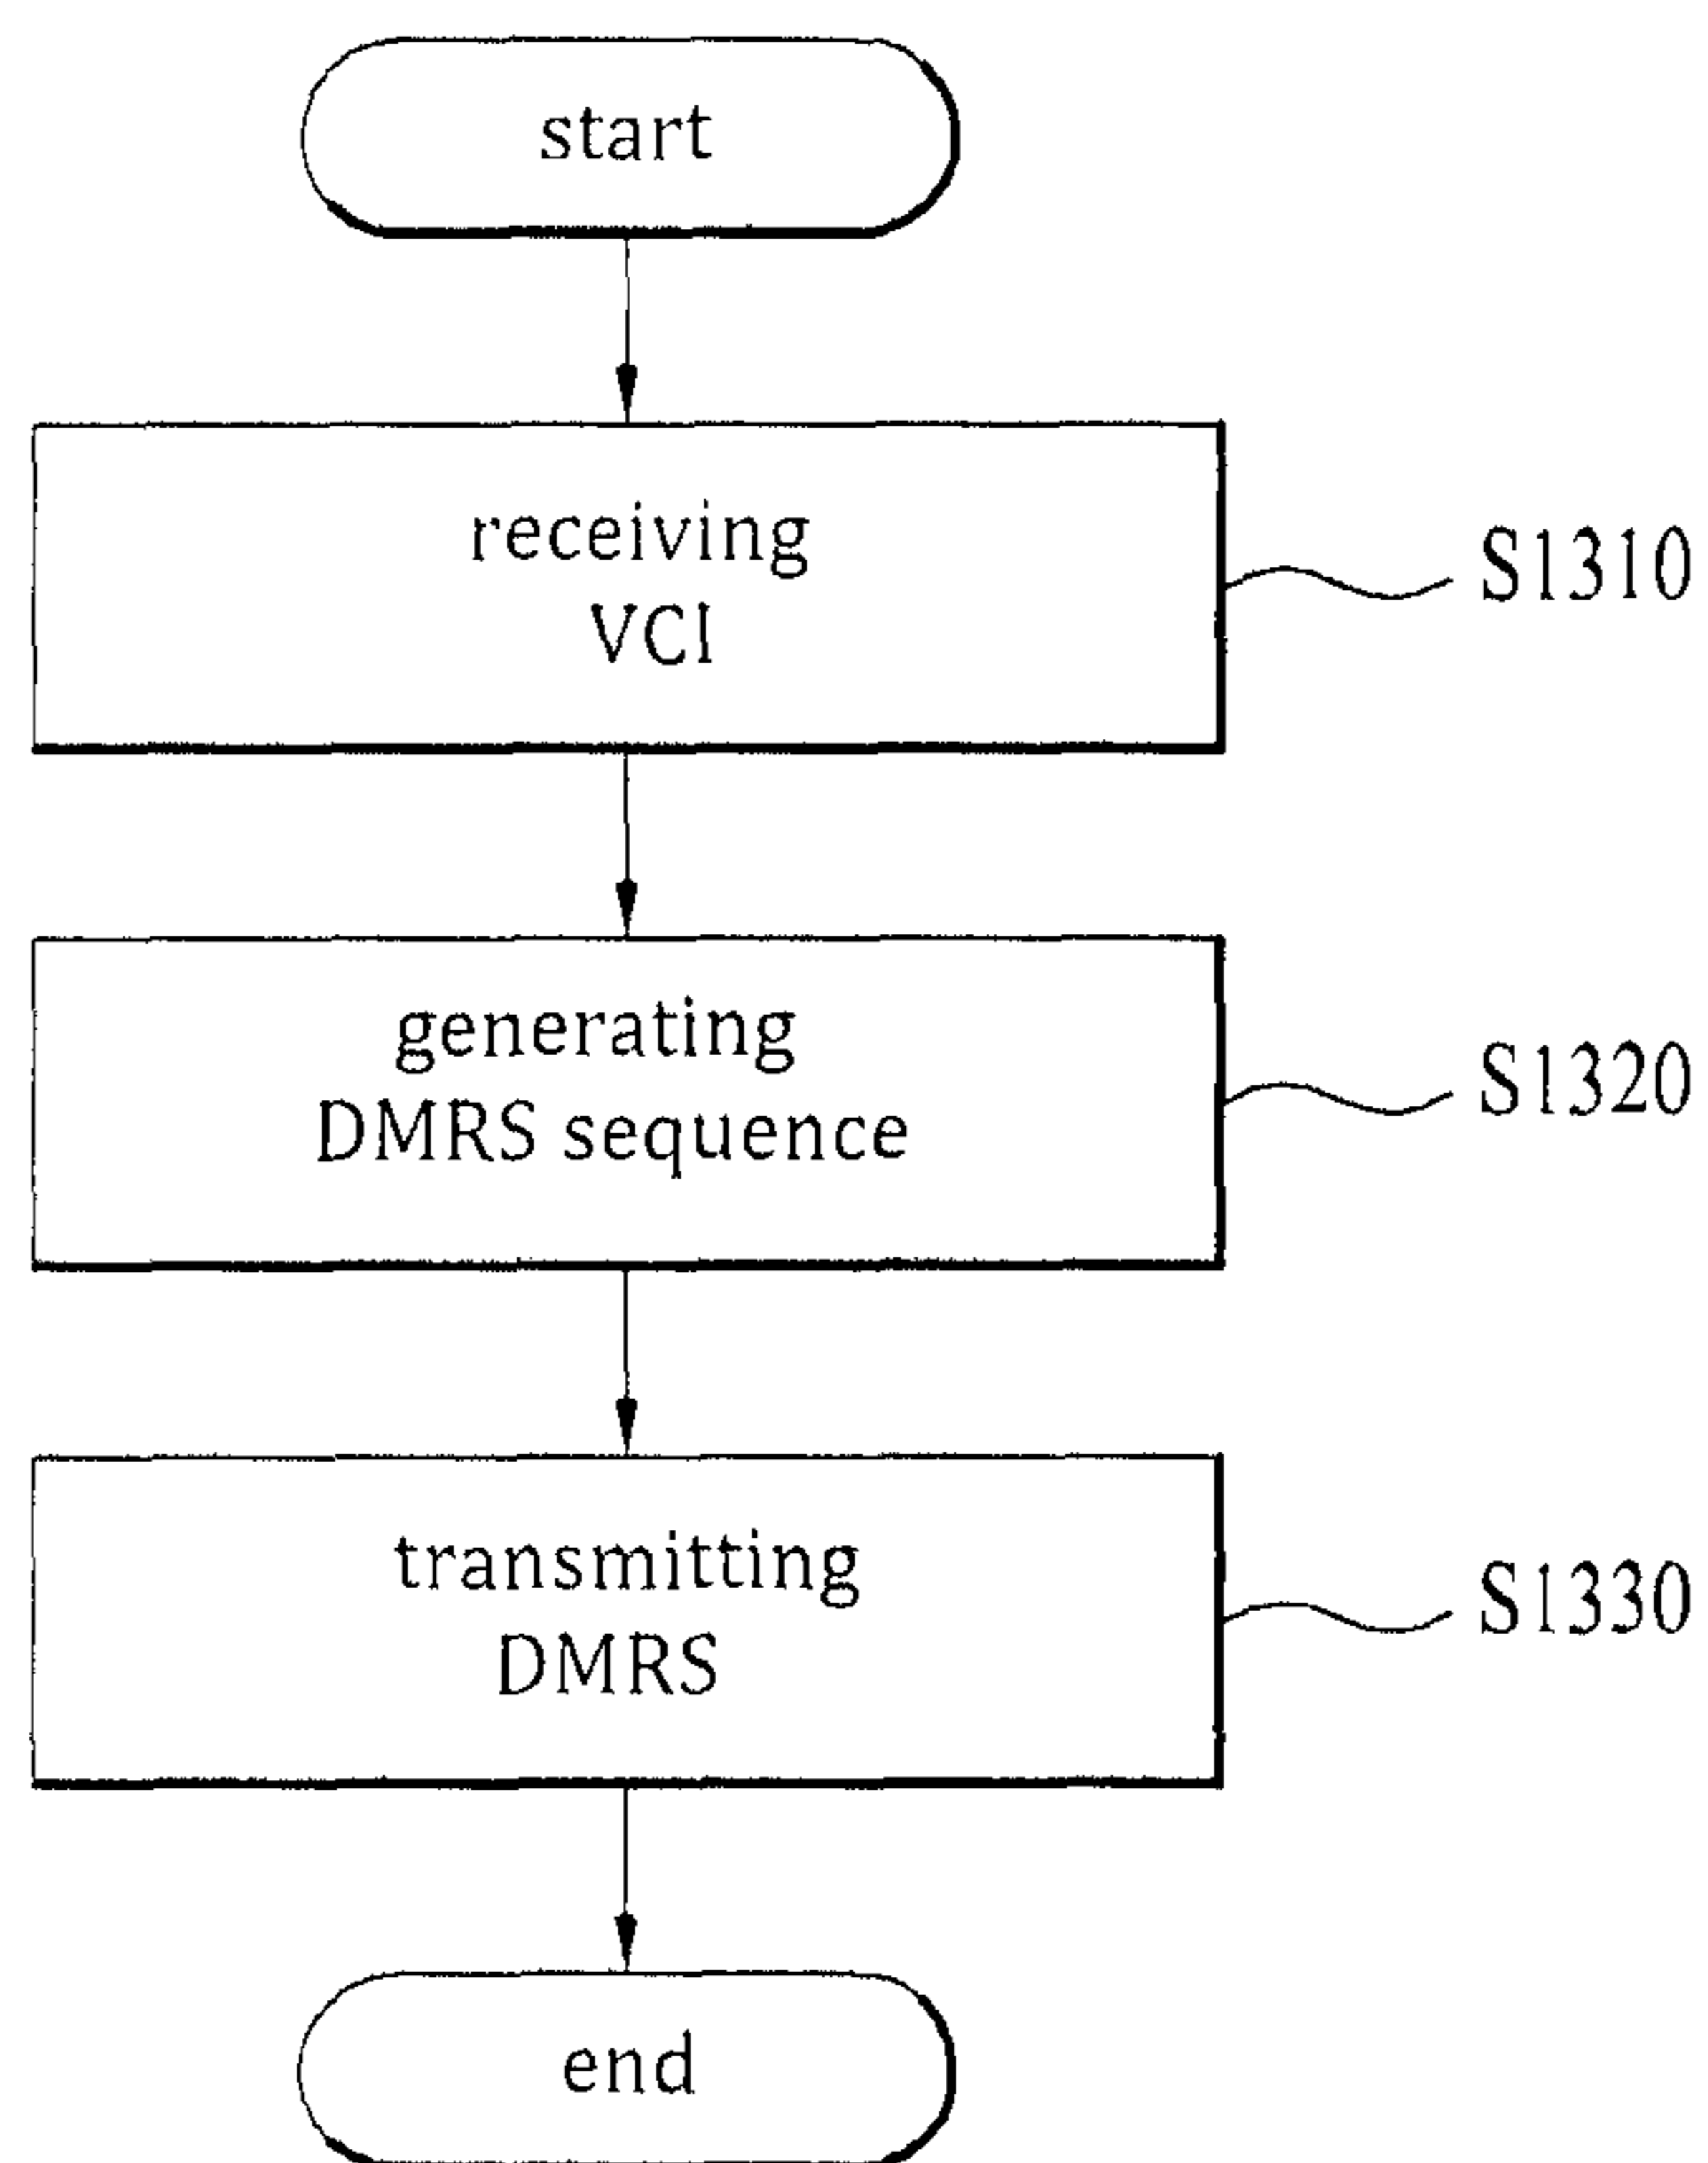 start
receiving
VCI
S1310
generating
DMRS sequence
S1320
transmitting
DMRS
S1330
end